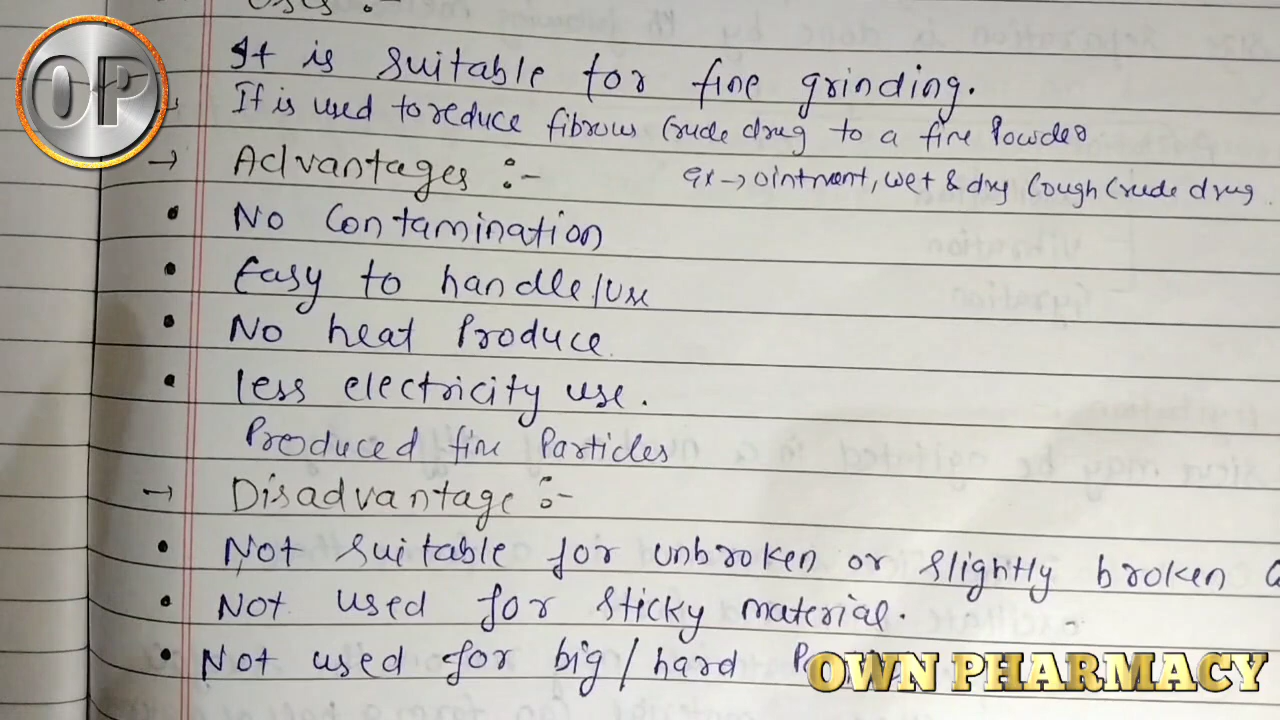 Uses :-
OP
It is suitable for fine grinding.
→ It is used to reduce fibrous Crude drug to a fine Powder
→ Advantages :-
ex → ointment, wet & dry Cough Crude drug.
• No Contamination
• Easy to handle/use
• No heat Produce.
• less electricity use.
Produced fine Particles
→ Disadvantage :-
• Not suitable for unbroken or slightly broken
• Not used for sticky material.
• Not used for big/hard
OWN PHARMACY